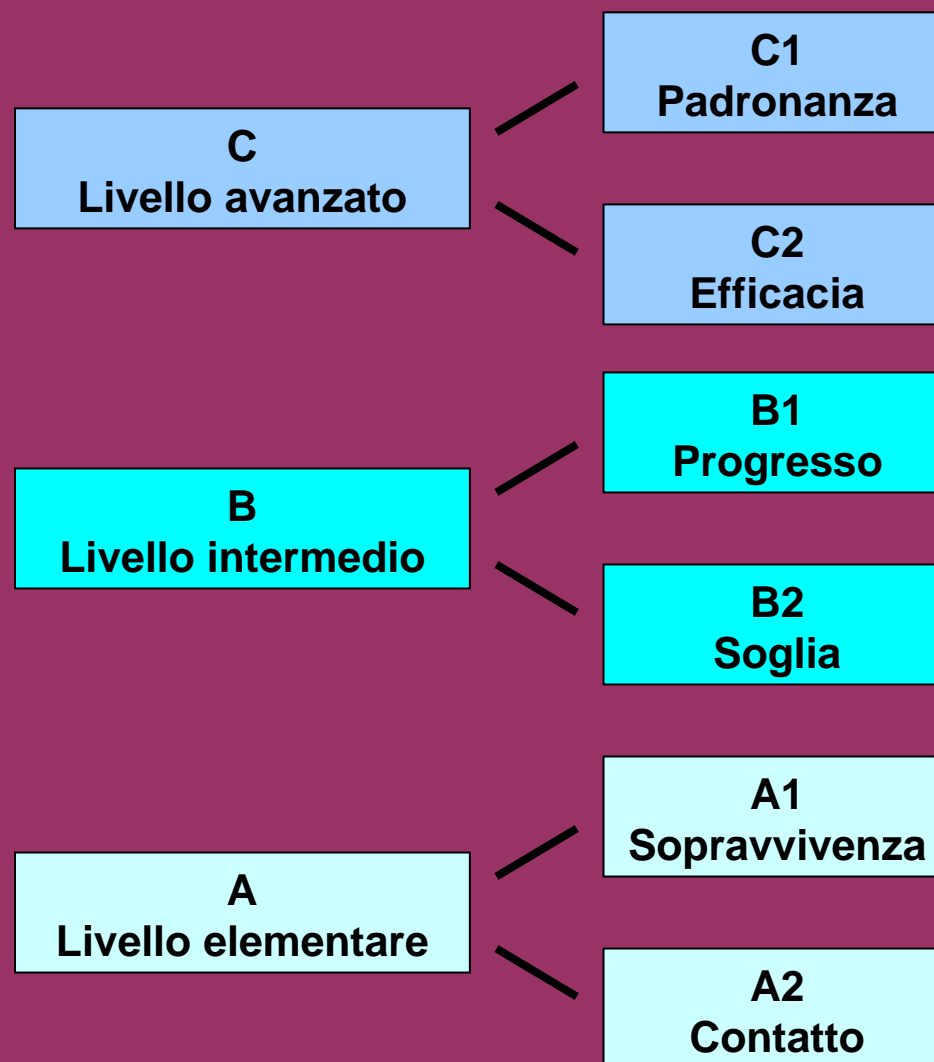 C1
Padronanza
C
Livello avanzato
C2
Efficacia
B1
Progresso
B
Livello intermedio
B2
Soglia
A1
Sopravvivenza
A
Livello elementare
A2
Contatto